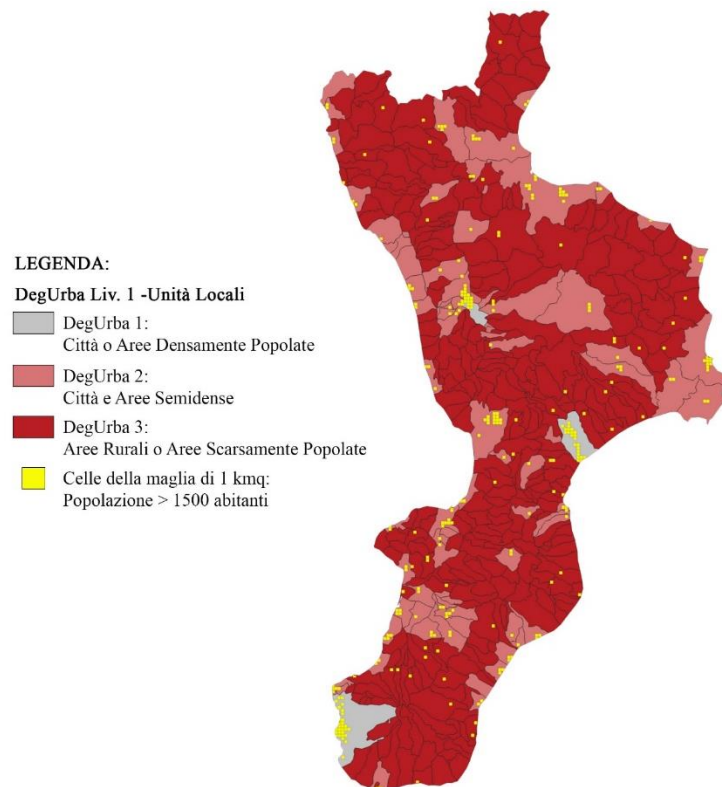 LEGENDA:
DegUrba Liv. 1 -Unità Locali
DegUrba 1:
Città o Aree Densamente Popolate
DegUrba 2:
Città e Aree Semidense
DegUrba 3:
Aree Rurali o Aree Scarsamente Popolate
Celle della maglia di 1 kmq:
Popolazione > 1500 abitanti